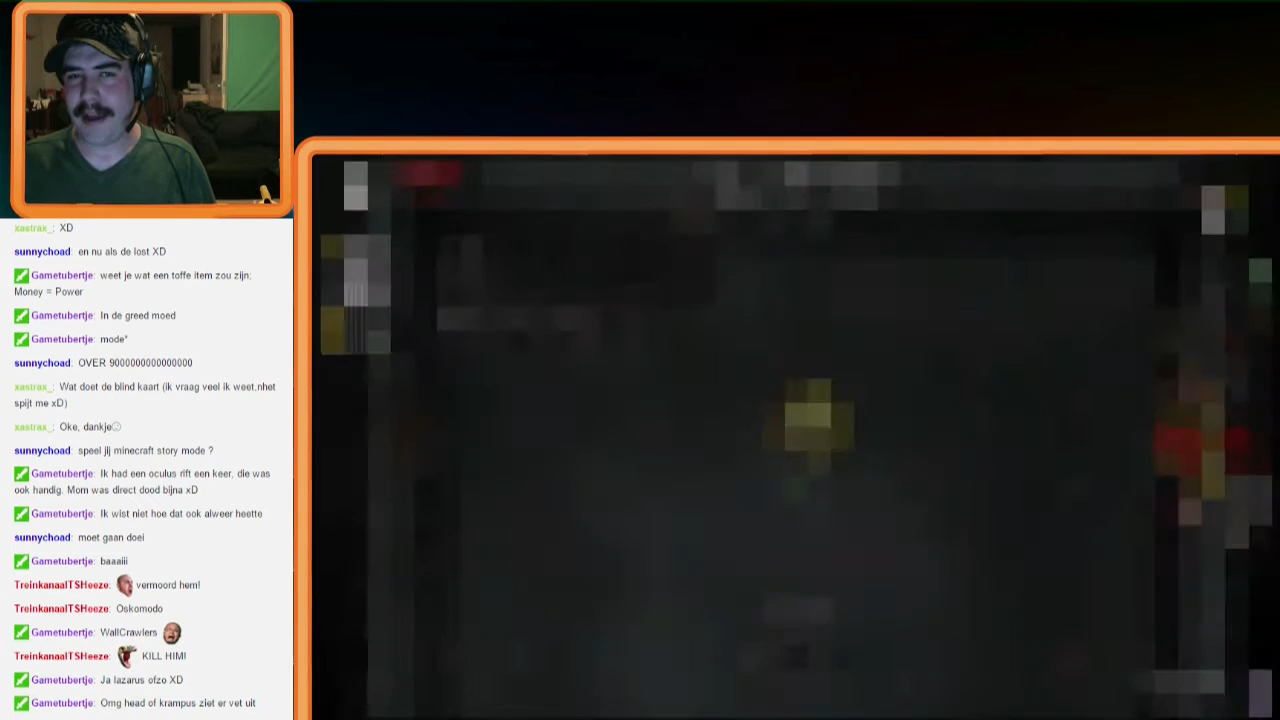 xastrax_: XD
sunnychoad: en nu als de lost XD
Gametubertje: weet je wat een toffe item zou zijn:
Money = Power
Gametubertje: In de greed moed
Gametubertje: mode*
sunnychoad: OVER 9000000000000000
xastrax_: Wat doet de blind kaart (ik vraag veel ik weet,nhet
spijt me xD)
xastrax_: Oke, dankje
sunnychoad: speel jij minecraft story mode ?
Gametubertje: Ik had een oculus rift een keer, die was
ook handig. Mom was direct dood bijna xD
Gametubertje: Ik wist niet hoe dat ook alweer heette
sunnychoad: moet gaan doei
Gametubertje: baaaiii
TreinkanaalTSHeeze: vermoord hem!
TreinkanaalTSHeeze: Oskomodo
Gametubertje: WallCrawlers
TreinkanaalTSHeeze: KILL HIM!
Gametubertje: Ja lazarus ofzo XD
Gametubertje: Omg head of krampus ziet er vet uit